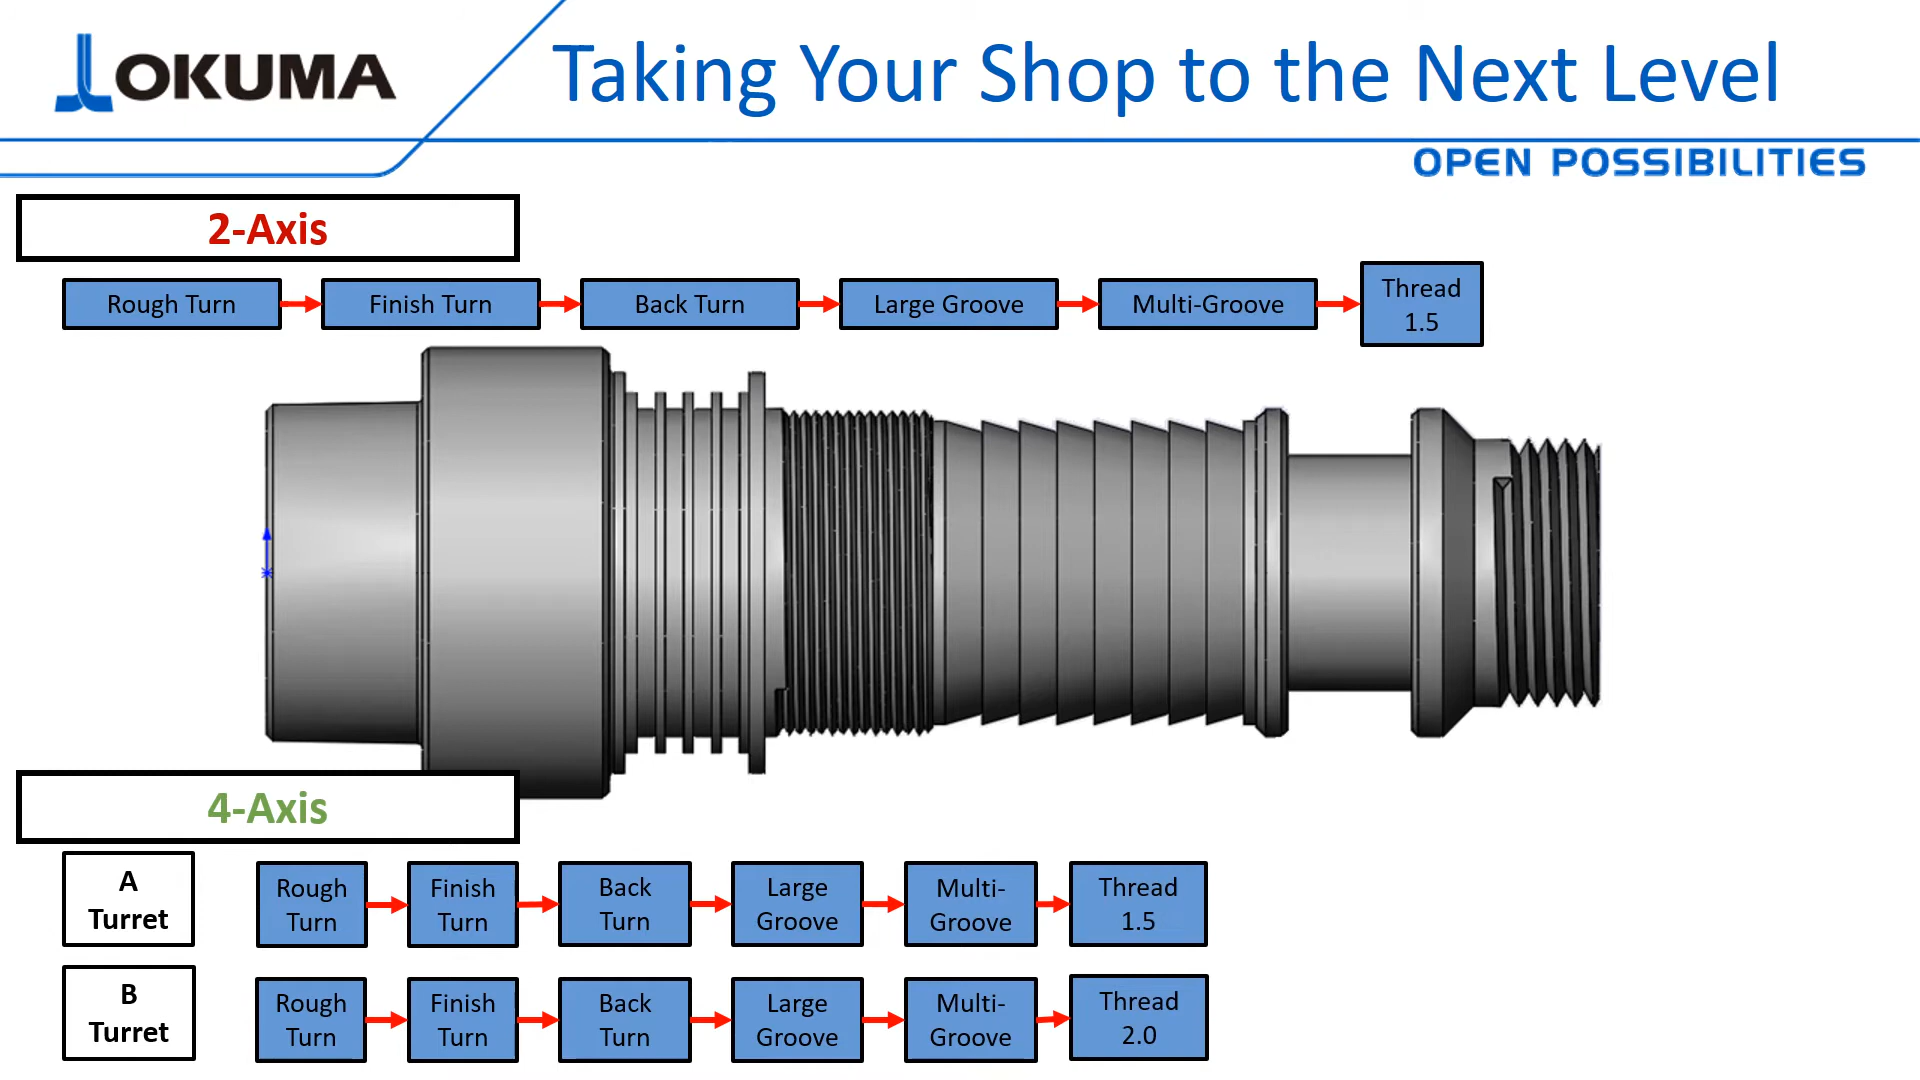 OKUMA
Taking Your Shop to the Next Level
OPEN POSSIBILITIES
2-Axis
Rough Turn
Finish Turn
Back Turn
Large Groove
Multi-Groove
Thread
1.5
4-Axis
A
Turret
Rough
Turn
Finish
Turn
Back
Turn
Large
Groove
Multi-
Groove
Thread
1.5
B
Turret
Rough
Turn
Finish
Turn
Back
Turn
Large
Groove
Multi-
Groove
Thread
2.0